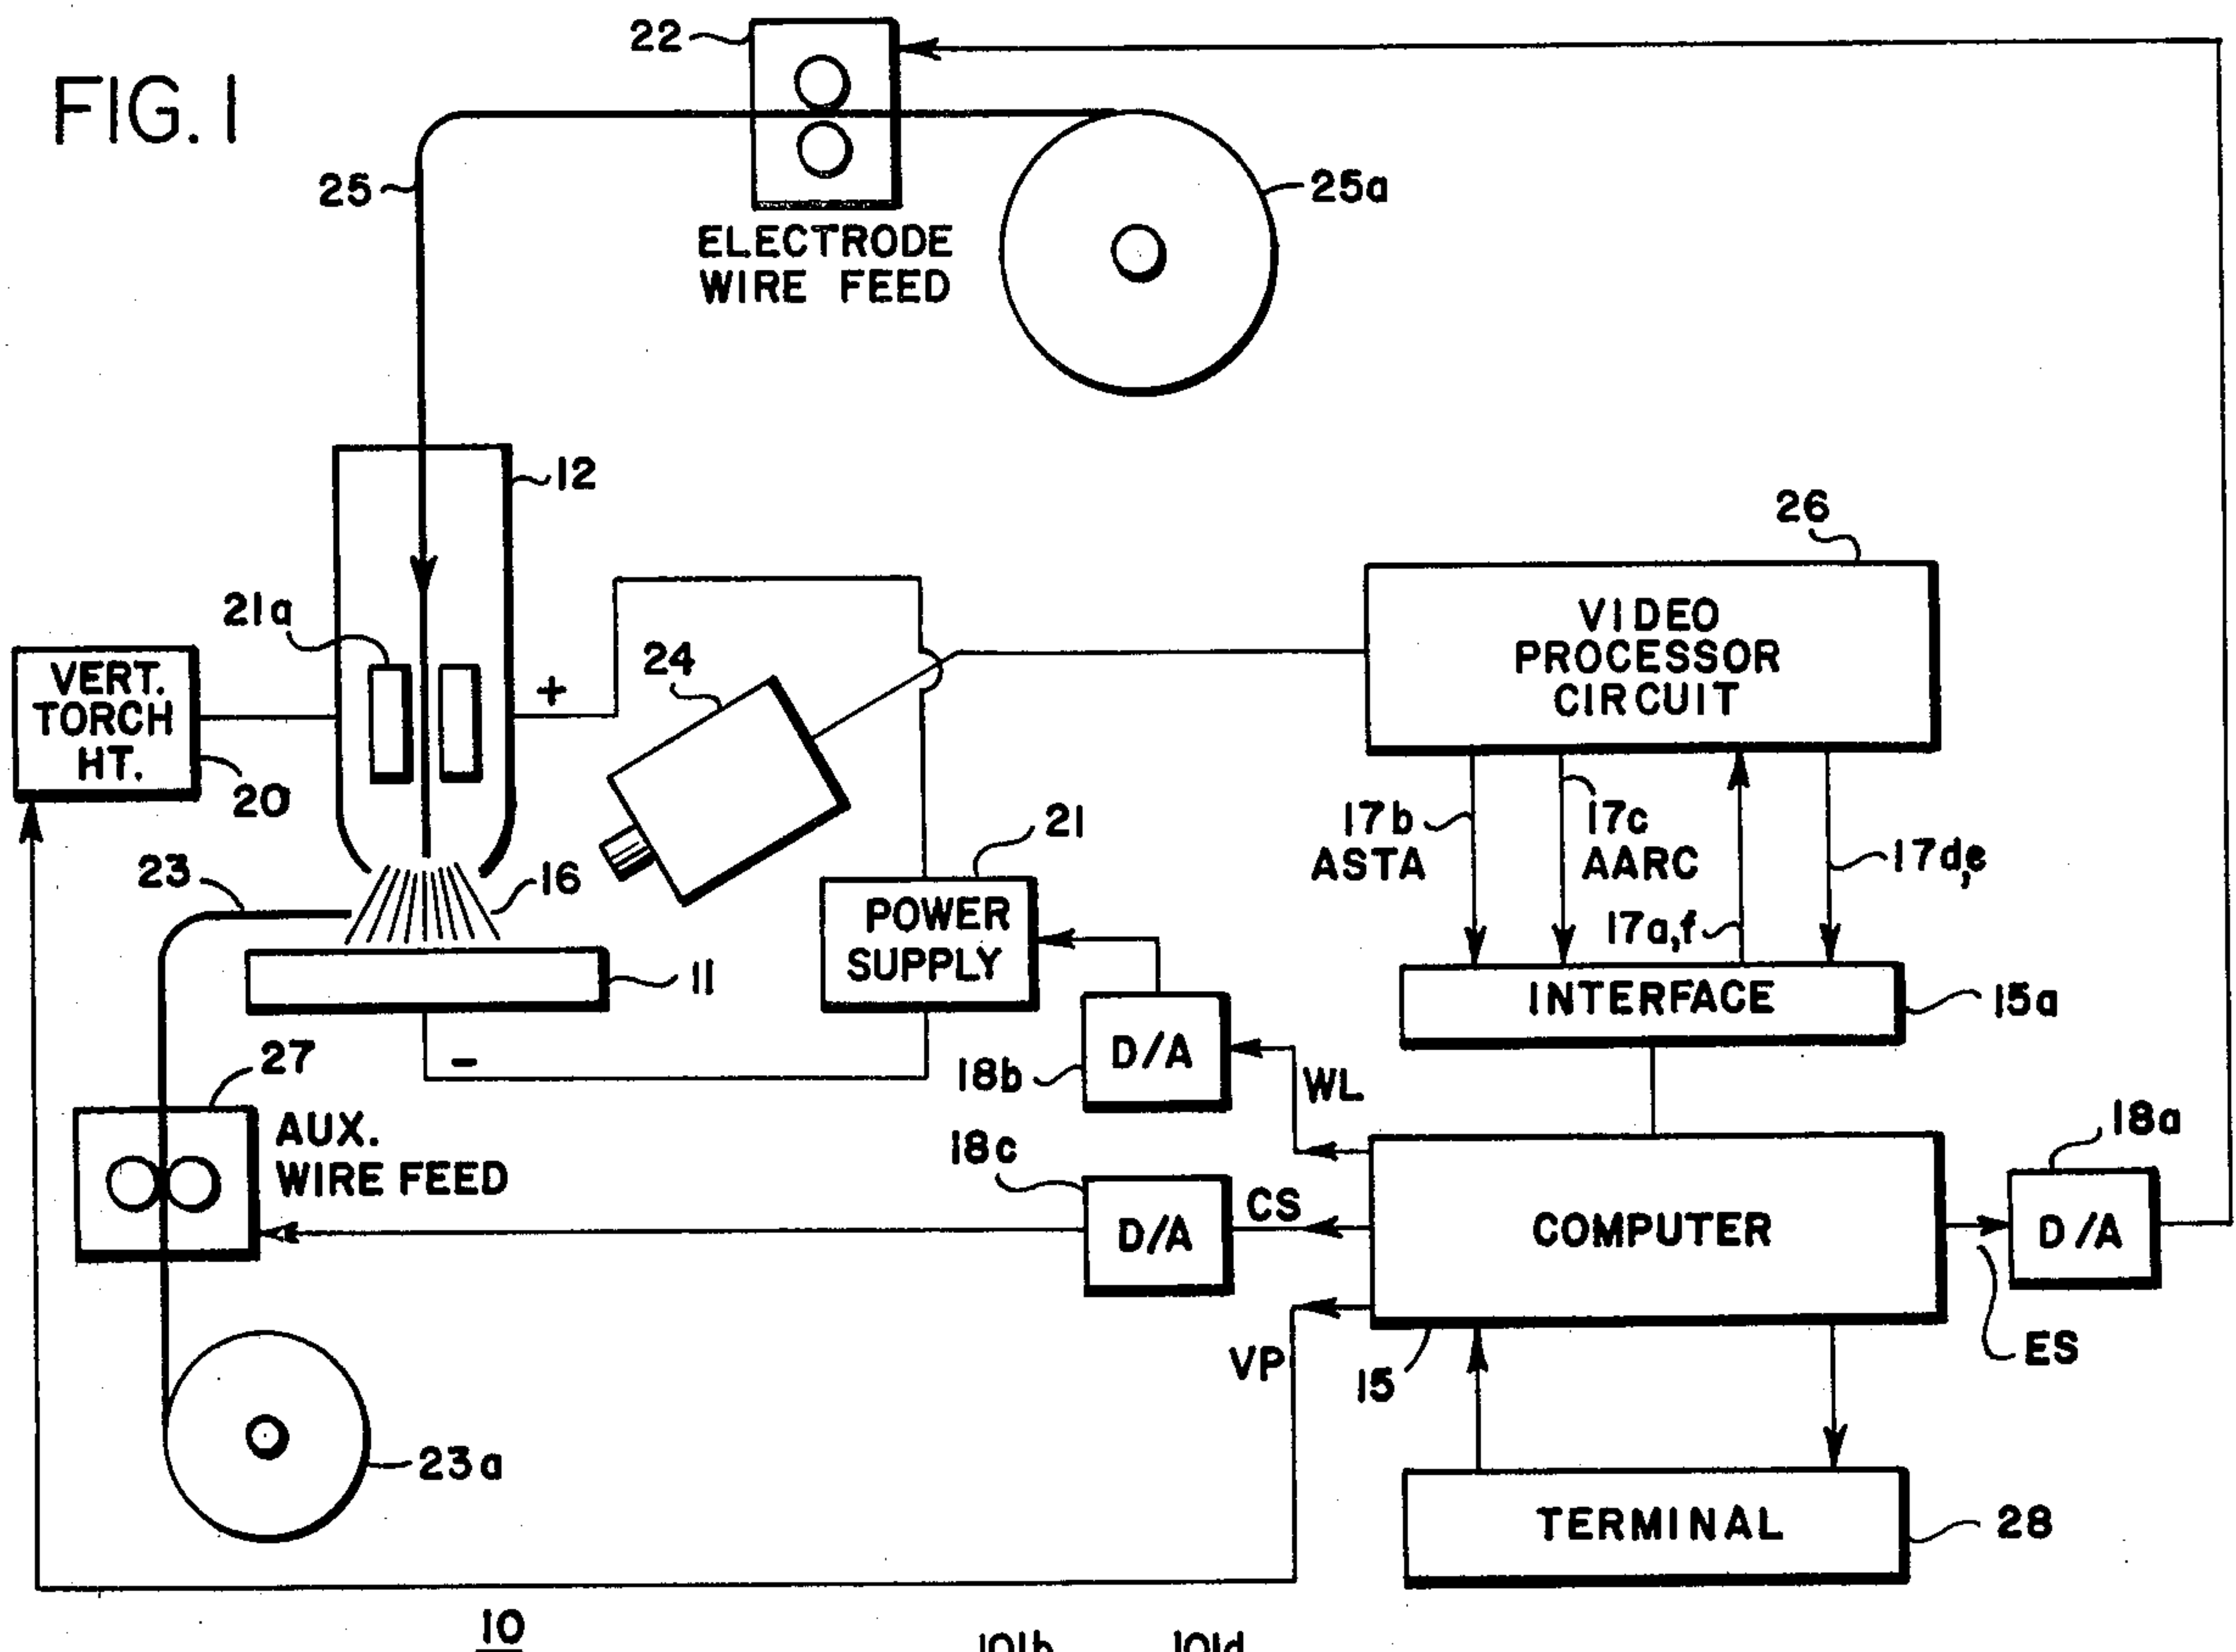 FIG. 1
22
25
25a
ELECTRODE
WIRE FEED
12
26
21a
VIDEO
PROCESSOR
CIRCUIT
24
+
VERT.
TORCH
HT.
20
21
17b
ASTA
17c
AARC
17d,e
23
16
POWER
SUPPLY
17a,f
11
INTERFACE
15a
27
-
D/A
18b
WL
AUX.
WIRE FEED
18c
18a
CS
D/A
COMPUTER
D/A
VP
15
ES
23a
TERMINAL
28
10
101b
101d